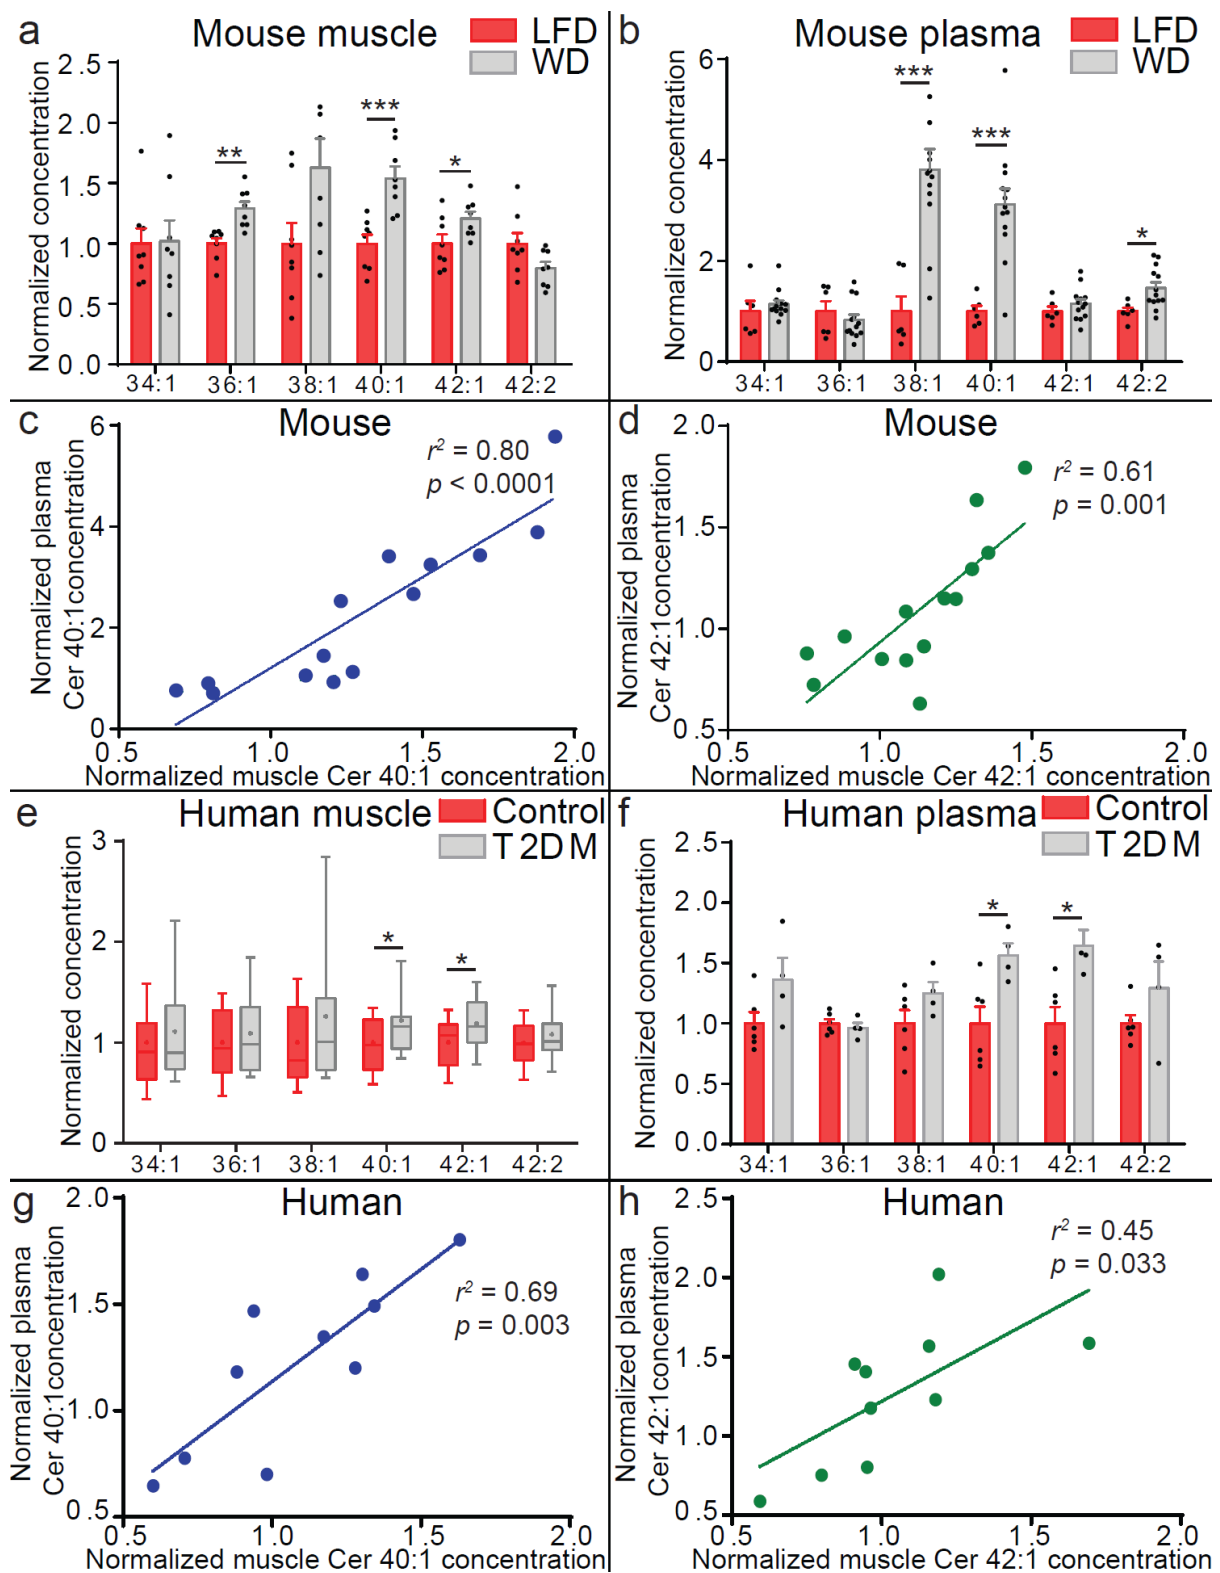 a
Mouse muscle
LFD
WD
Normalized concentration
2.5
2.0
1.5
1.0
0.5
0.0
**
***
*
34:1 36:1 38:1 40:1 42:1 42:2
b
Mouse plasma
LFD
WD
Normalized concentration
6
4
2
0
***
***
*
34:1 36:1 38:1 40:1 42:1 42:2
c
Mouse
r² = 0.80
p < 0.0001
Normalized plasma
Cer 40:1concentration
6
4
2
0
0.5 1.0 1.5 2.0
Normalized muscle Cer 40:1 concentration
d
Mouse
r² = 0.61
p = 0.001
Normalized plasma
Cer 42:1concentration
2.0
1.5
1.0
0.5
0.5 1.0 1.5 2.0
Normalized muscle Cer 42:1 concentration
e
Human muscle
Control
T2DM
Normalized concentration
3
2
1
0
*
*
34:1 36:1 38:1 40:1 42:1 42:2
f
Human plasma
Control
T2DM
Normalized concentration
2.5
2.0
1.5
1.0
0.5
0.0
*
*
34:1 36:1 38:1 40:1 42:1 42:2
g
Human
r² = 0.69
p = 0.003
Normalized plasma
Cer 40:1concentration
2.0
1.5
1.0
0.5
0.5 1.0 1.5 2.0
Normalized muscle Cer 40:1 concentration
h
Human
r² = 0.45
p = 0.033
Normalized plasma
Cer 42:1concentration
2.5
2.0
1.5
1.0
0.5
0.5 1.0 1.5 2.0
Normalized muscle Cer 42:1 concentration